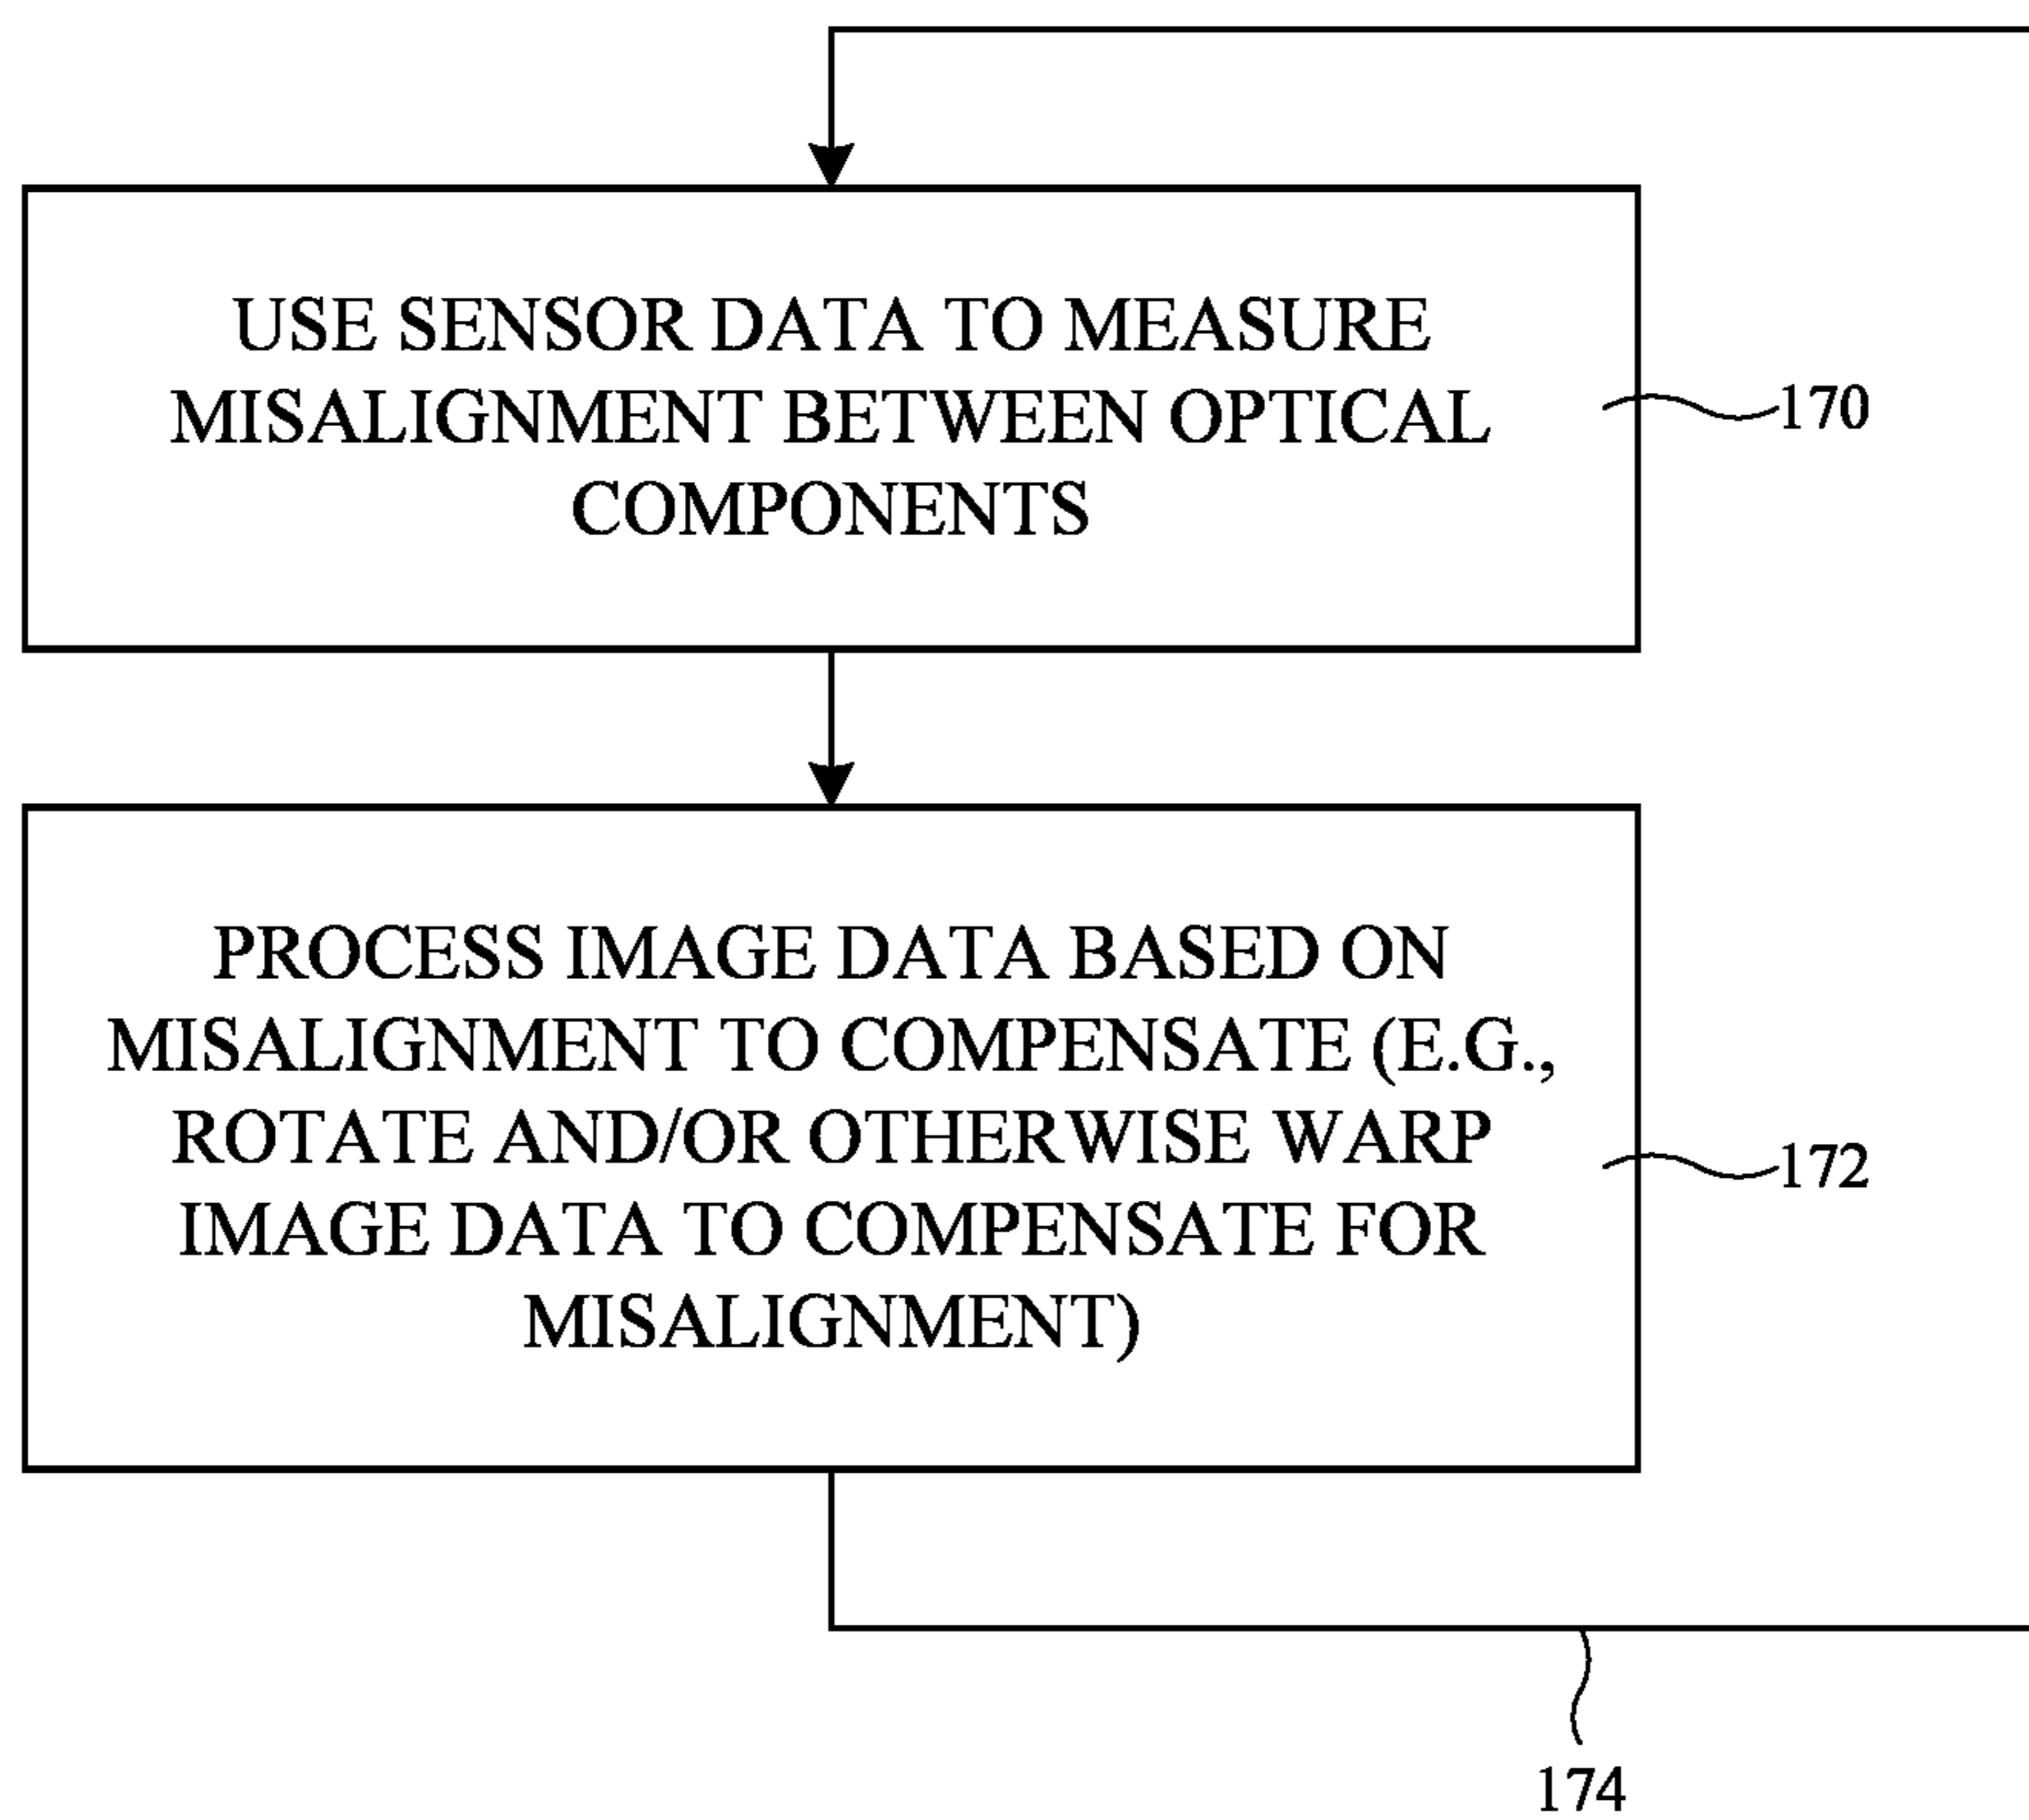 USE SENSOR DATA TO MEASURE
MISALIGNMENT BETWEEN OPTICAL
COMPONENTS
170
PROCESS IMAGE DATA BASED ON
MISALIGNMENT TO COMPENSATE (E.G.,
ROTATE AND/OR OTHERWISE WARP
IMAGE DATA TO COMPENSATE FOR
MISALIGNMENT)
172
174